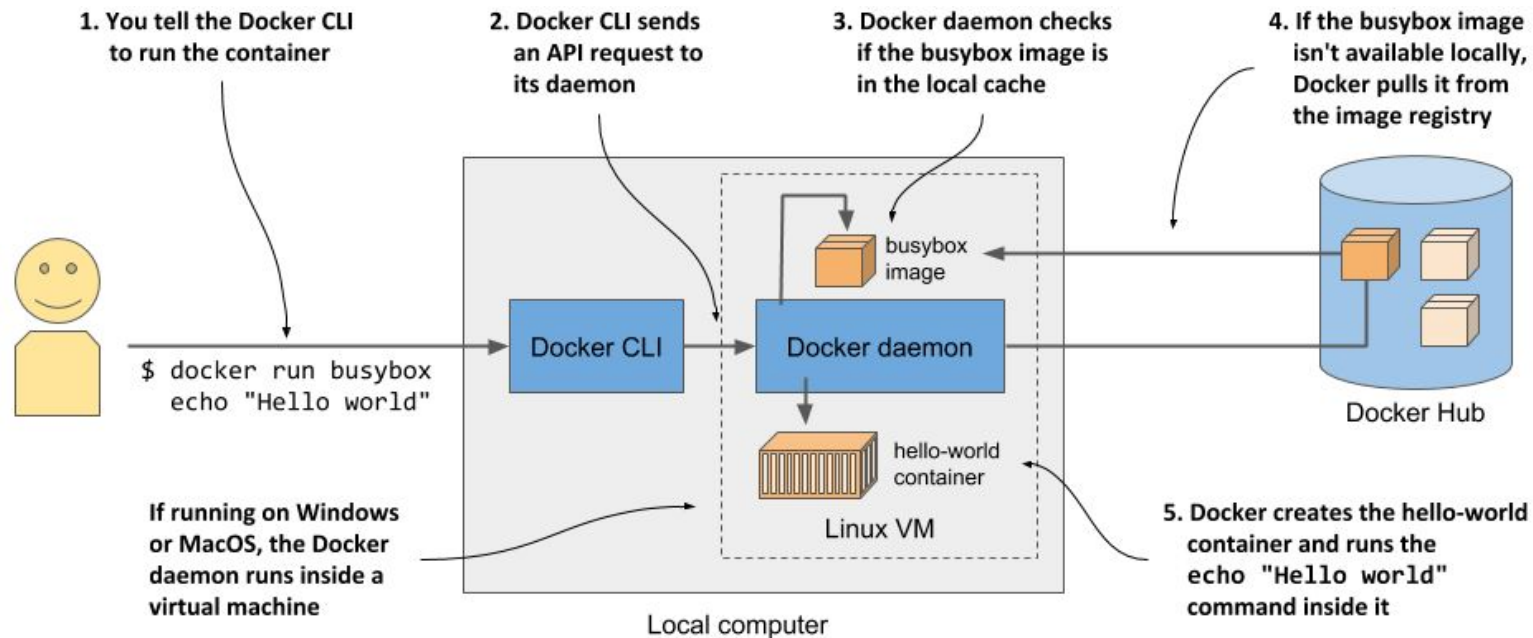 1. You tell the Docker CLI
to run the container
2. Docker CLI sends
an API request to
its daemon
3. Docker daemon checks
if the busybox image is
in the local cache
4. If the busybox image
isn't available locally,
Docker pulls it from
the image registry
busybox
image
Docker CLI
Docker daemon
$ docker run busybox
echo "Hello world"
Docker Hub
hello-world
container
Linux VM
If running on Windows
or MacOS, the Docker
daemon runs inside a
virtual machine
5. Docker creates the hello-world
container and runs the
echo "Hello world"
command inside it
Local computer